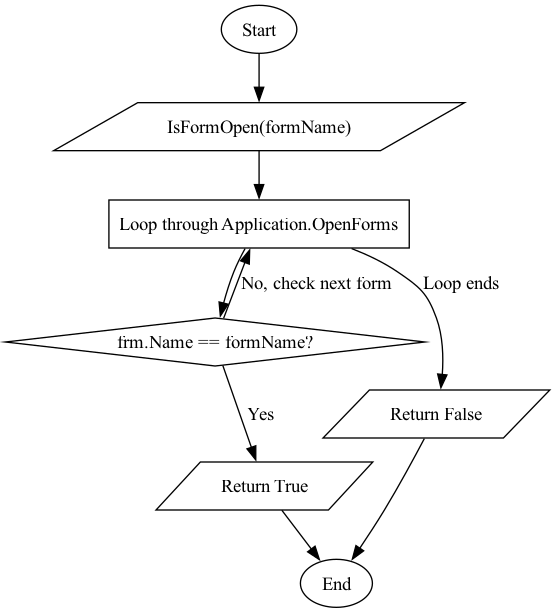 Start
IsFormOpen(formName)
Loop through Application.OpenForms
No, check next form
Loop ends
frm.Name == formName?
Yes
Return False
Return True
End